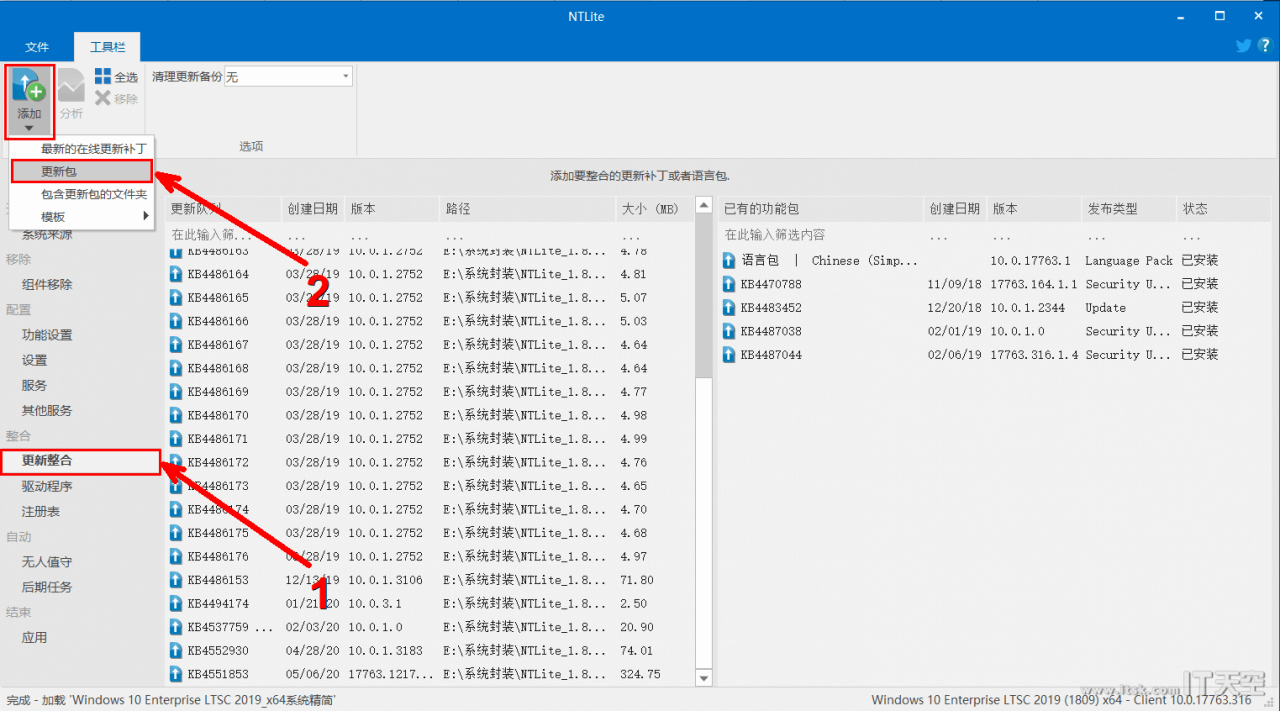 NTLite
文件 工具栏
添加 分析 全选 移除 清理更新备份 无
选项
最新的在线更新补丁
更新包
包含更新包的文件夹
模板
添加要整合的更新补丁或者语言包.
系统来源
移除
组件移除
配置
功能设置
设置
服务
其他服务
整合
更新整合
驱动程序
注册表
自动
无人值守
后期任务
结束
应用
更新队列 创建日期 版本 路径 大小 (MB)
在此输入筛... ... ... ... ...
KB4486163 03/28/19 10.0.1.2752 E:\系统封装\NTLite_1.8... 4.78
KB4486164 03/28/19 10.0.1.2752 E:\系统封装\NTLite_1.8... 4.81
KB4486165 03/28/19 10.0.1.2752 E:\系统封装\NTLite_1.8... 5.07
KB4486166 03/28/19 10.0.1.2752 E:\系统封装\NTLite_1.8... 5.03
KB4486167 03/28/19 10.0.1.2752 E:\系统封装\NTLite_1.8... 4.64
KB4486168 03/28/19 10.0.1.2752 E:\系统封装\NTLite_1.8... 4.64
KB4486169 03/28/19 10.0.1.2752 E:\系统封装\NTLite_1.8... 4.77
KB4486170 03/28/19 10.0.1.2752 E:\系统封装\NTLite_1.8... 4.98
KB4486171 03/28/19 10.0.1.2752 E:\系统封装\NTLite_1.8... 4.99
KB4486172 03/28/19 10.0.1.2752 E:\系统封装\NTLite_1.8... 4.76
KB4486173 03/28/19 10.0.1.2752 E:\系统封装\NTLite_1.8... 4.65
KB4486174 03/28/19 10.0.1.2752 E:\系统封装\NTLite_1.8... 4.70
KB4486175 03/28/19 10.0.1.2752 E:\系统封装\NTLite_1.8... 4.68
KB4486176 03/28/19 10.0.1.2752 E:\系统封装\NTLite_1.8... 4.97
KB4486153 12/13/19 10.0.1.3106 E:\系统封装\NTLite_1.8... 71.80
KB4494174 01/21/20 10.0.3.1 E:\系统封装\NTLite_1.8... 2.50
KB4537759 ... 02/03/20 10.0.1.0 E:\系统封装\NTLite_1.8... 20.90
KB4552930 04/28/20 10.0.1.3183 E:\系统封装\NTLite_1.8... 74.01
KB4551853 05/06/20 17763.1217... E:\系统封装\NTLite_1.8... 324.75
2
1
已有的功能包 创建日期 版本 发布类型 状态
在此输入筛选内容 ... ... ... ...
语言包 | Chinese (Simp... 10.0.17763.1 Language Pack 已安装
KB4470788 11/09/18 17763.164.1.1 Security U... 已安装
KB4483452 12/20/18 10.0.1.2344 Update 已安装
KB4487038 02/01/19 10.0.1.0 Security U... 已安装
KB4487044 02/06/19 17763.316.1.4 Security U... 已安装
完成 - 加载 'Windows 10 Enterprise LTSC 2019_x64系统精简'
Windows 10 Enterprise LTSC 2019 (1809) x64 - Client 10.0.17763.316
www.itsk.com IT天空